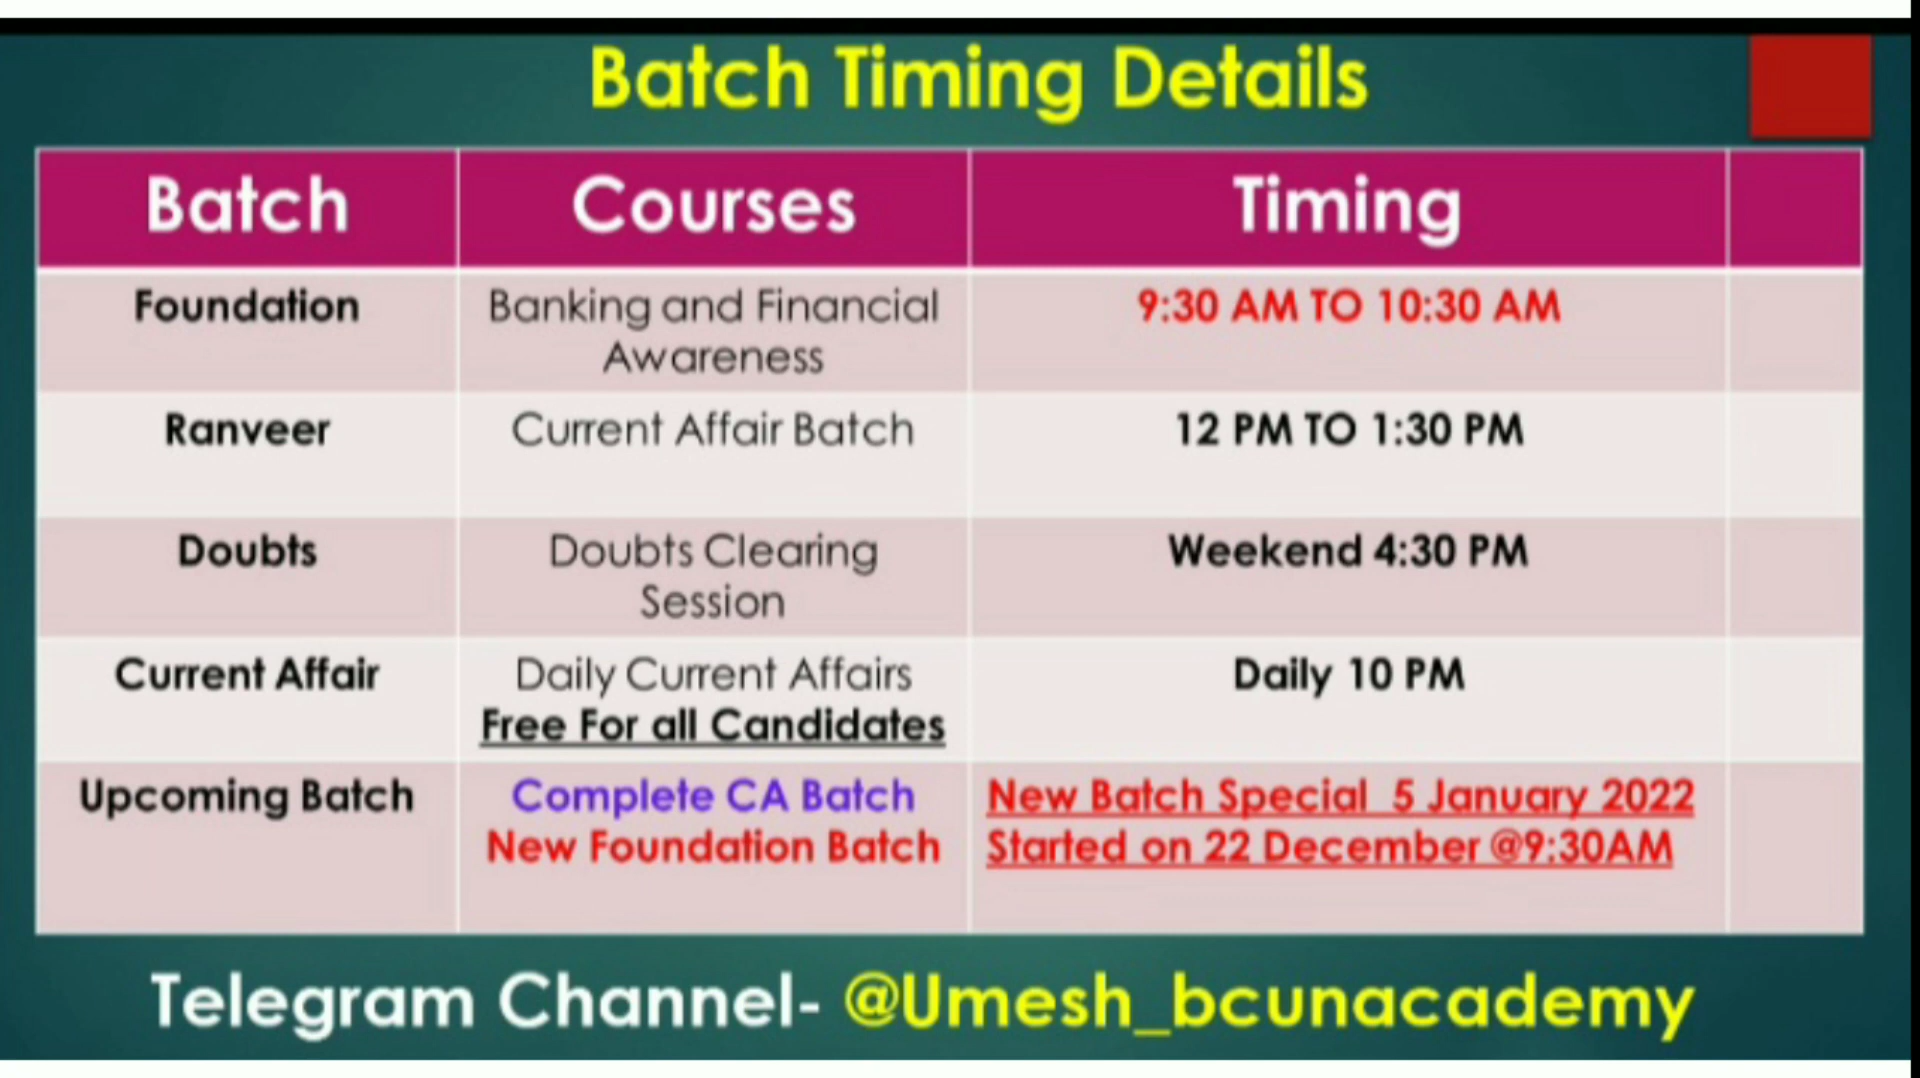 Batch Timing Details
Batch Courses Timing
Foundation Banking and Financial 9:30 AM TO 10:30 AM
Awareness
Ranveer Current Affair Batch 12 PM TO 1:30 PM
Doubts Doubts Clearing Weekend 4:30 PM
Session
Current Affair Daily Current Affairs Daily 10 PM
Free For all Candidates
Upcoming Batch Complete CA Batch New Batch Special 5 January 2022
New Foundation Batch Started on 22 December @9:30AM
Telegram Channel- @Umesh_bcunacademy